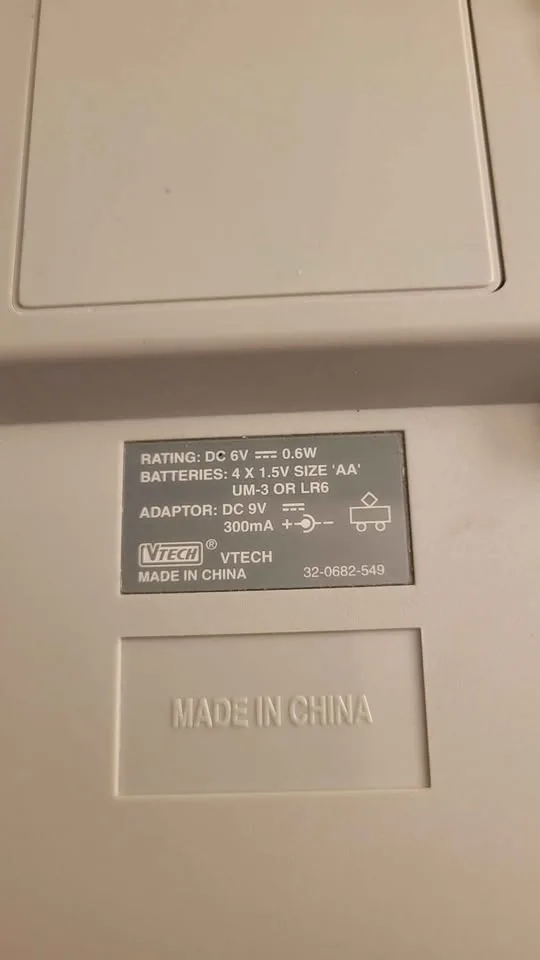 RATING: DC 6V ⎓ 0.6W
BATTERIES: 4 X 1.5V SIZE 'AA'
UM-3 OR LR6
ADAPTOR: DC 9V ⎓
300mA + -
VTECH ® VTECH
MADE IN CHINA 32-0682-549
MADE IN CHINA